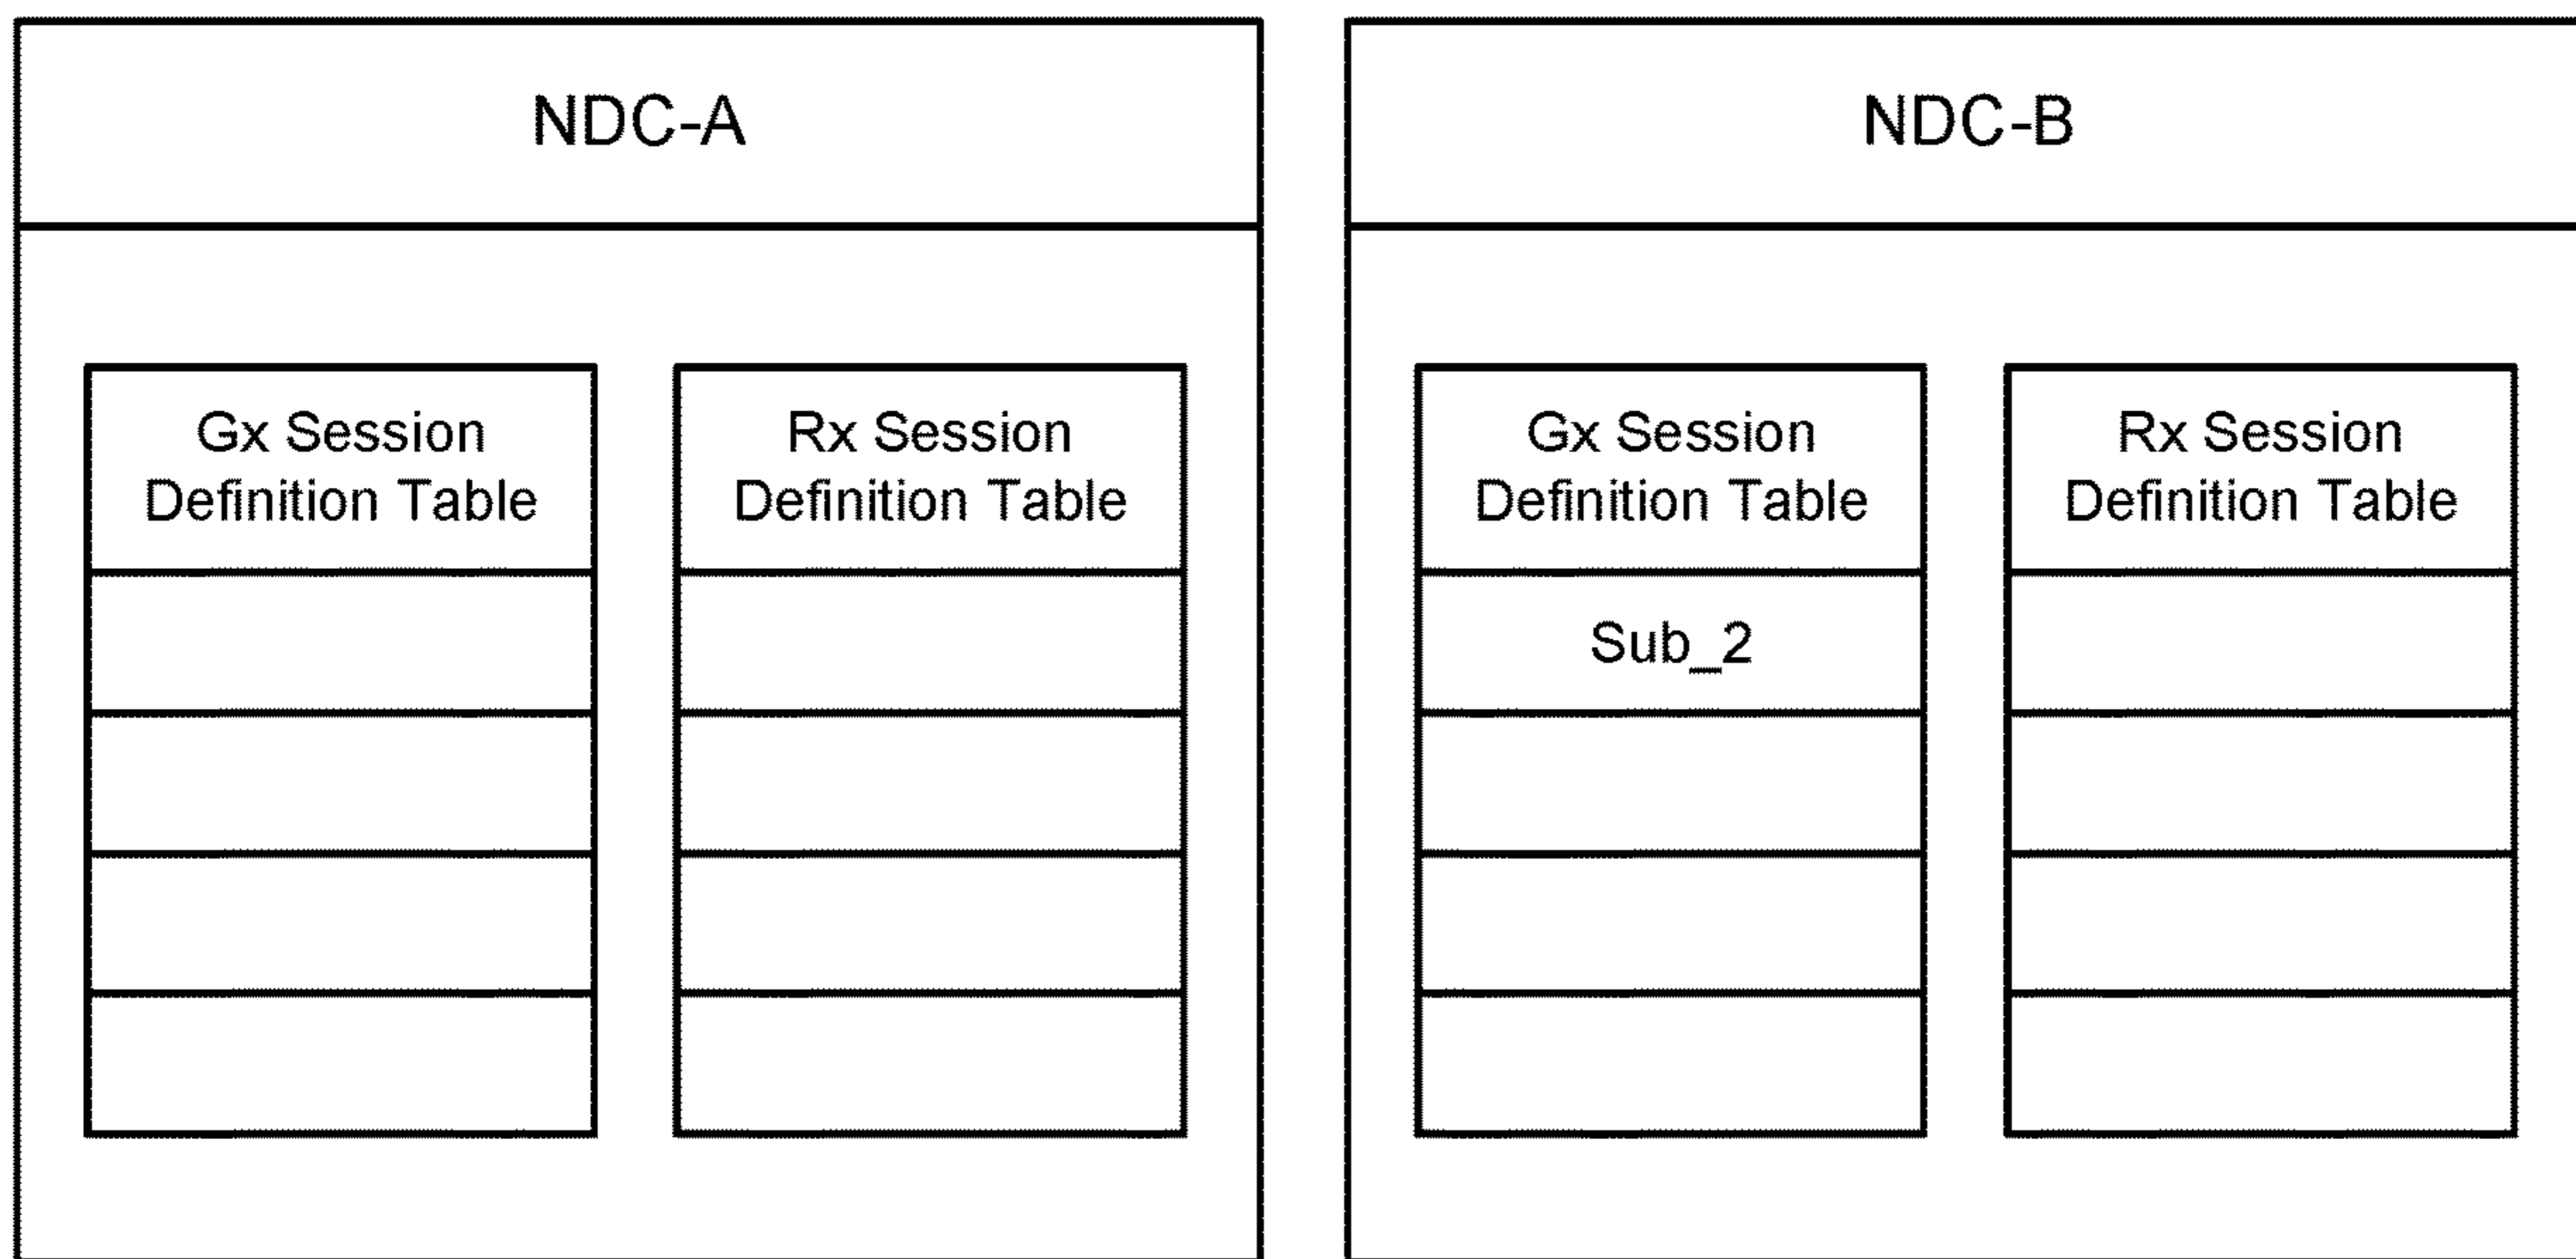 NDC-A
Gx Session
Definition Table
Rx Session
Definition Table
NDC-B
Gx Session
Definition Table
Sub_2
Rx Session
Definition Table